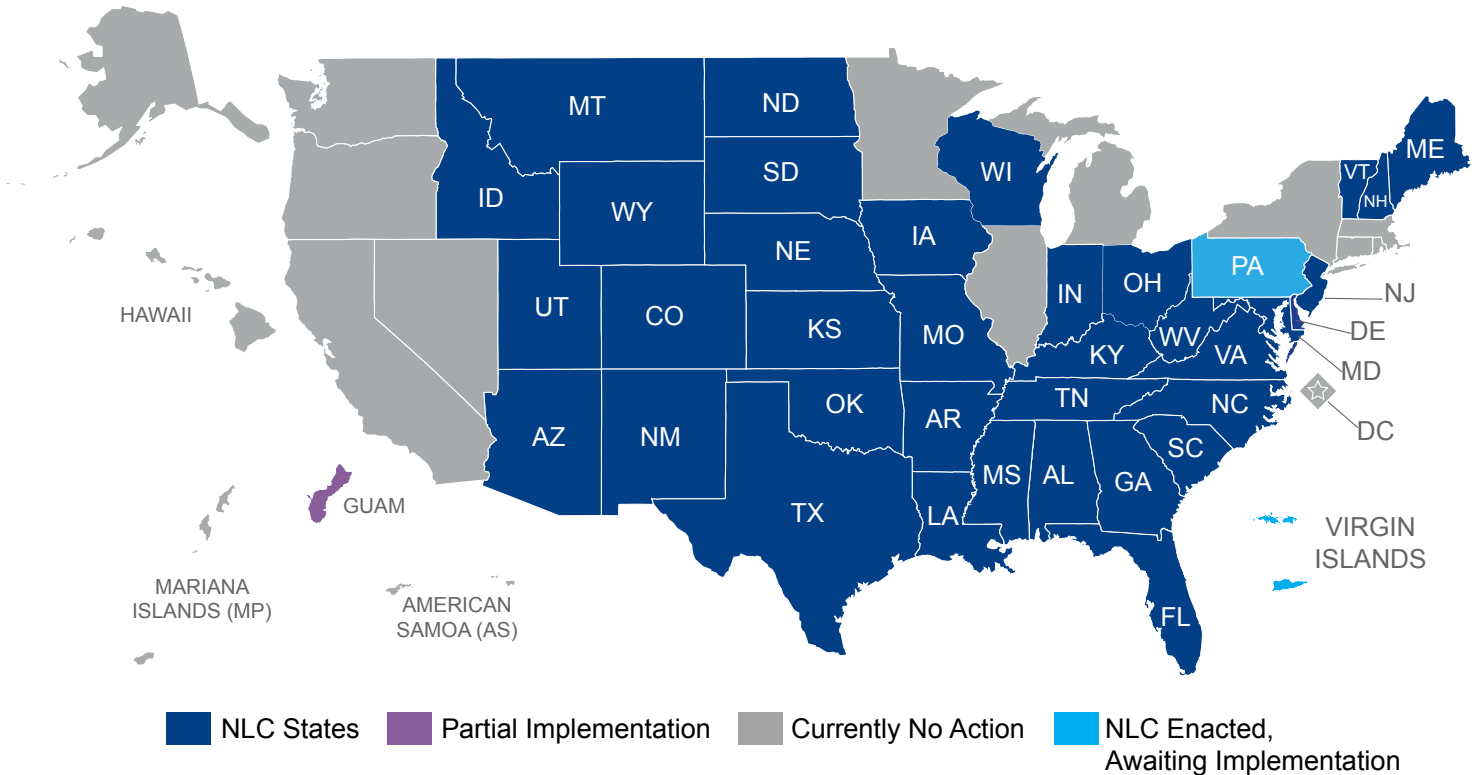 MT
ND
ME
VT
WI
SD
ID
NH
WY
IA
NE
PA
OH
IN
NJ
HAWAII
UT
CO
KS
MO
DE
WV
VA
KY
MD
TN
NC
OK
AR
DC
AZ
NM
SC
MS
AL
GA
GUAM
TX
LA
VIRGIN
ISLANDS
MARIANA
ISLANDS (MP)
AMERICAN
SAMOA (AS)
FL
NLC States
Partial Implementation
Currently No Action
NLC Enacted,
Awaiting Implementation